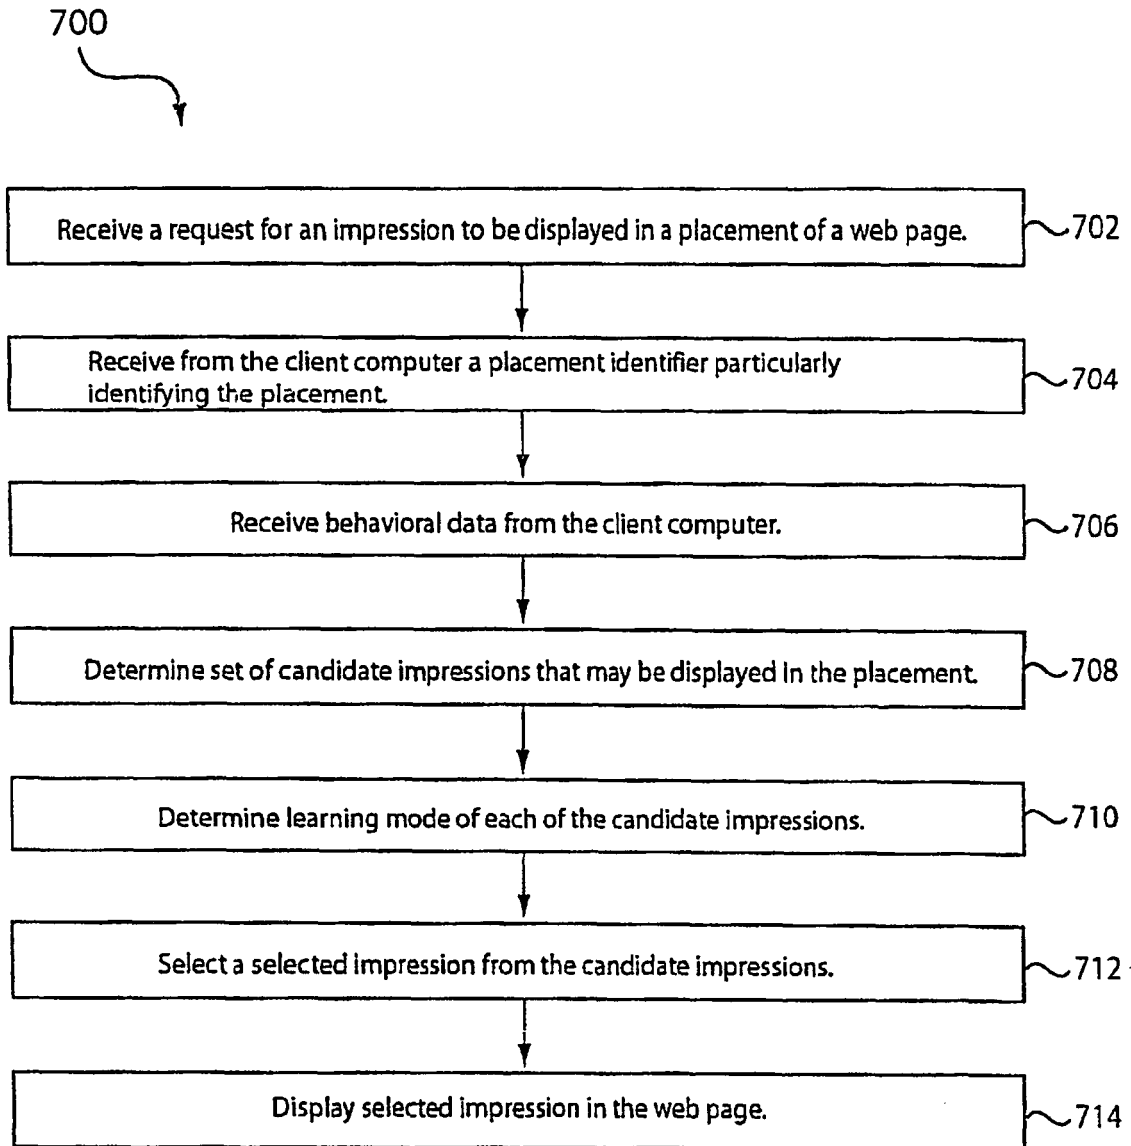 700
Receive a request for an impression to be displayed in a placement of a web page.
702
Receive from the client computer a placement identifier particularly
identifying the placement.
704
Receive behavioral data from the client computer.
706
Determine set of candidate impressions that may be displayed in the placement.
708
Determine learning mode of each of the candidate impressions.
710
Select a selected impression from the candidate impressions.
712
Display selected impression in the web page.
714